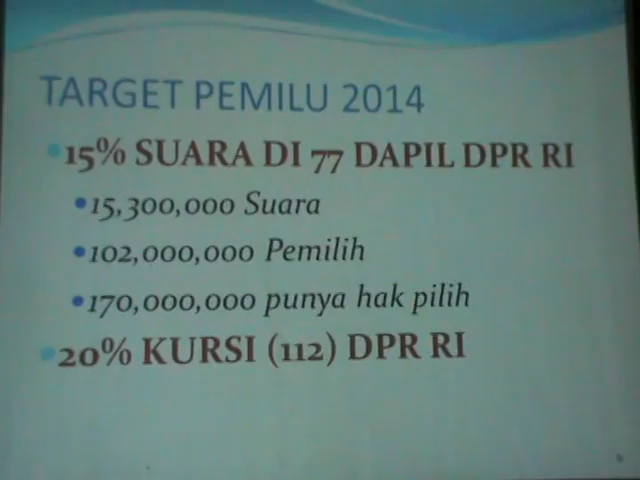 TARGET PEMILU 2014
15% SUARA DI 77 DAPIL DPR RI
15,300,000 Suara
102,000,000 Pemilih
170,000,000 punya hak pilih
20% KURSI (112) DPR RI